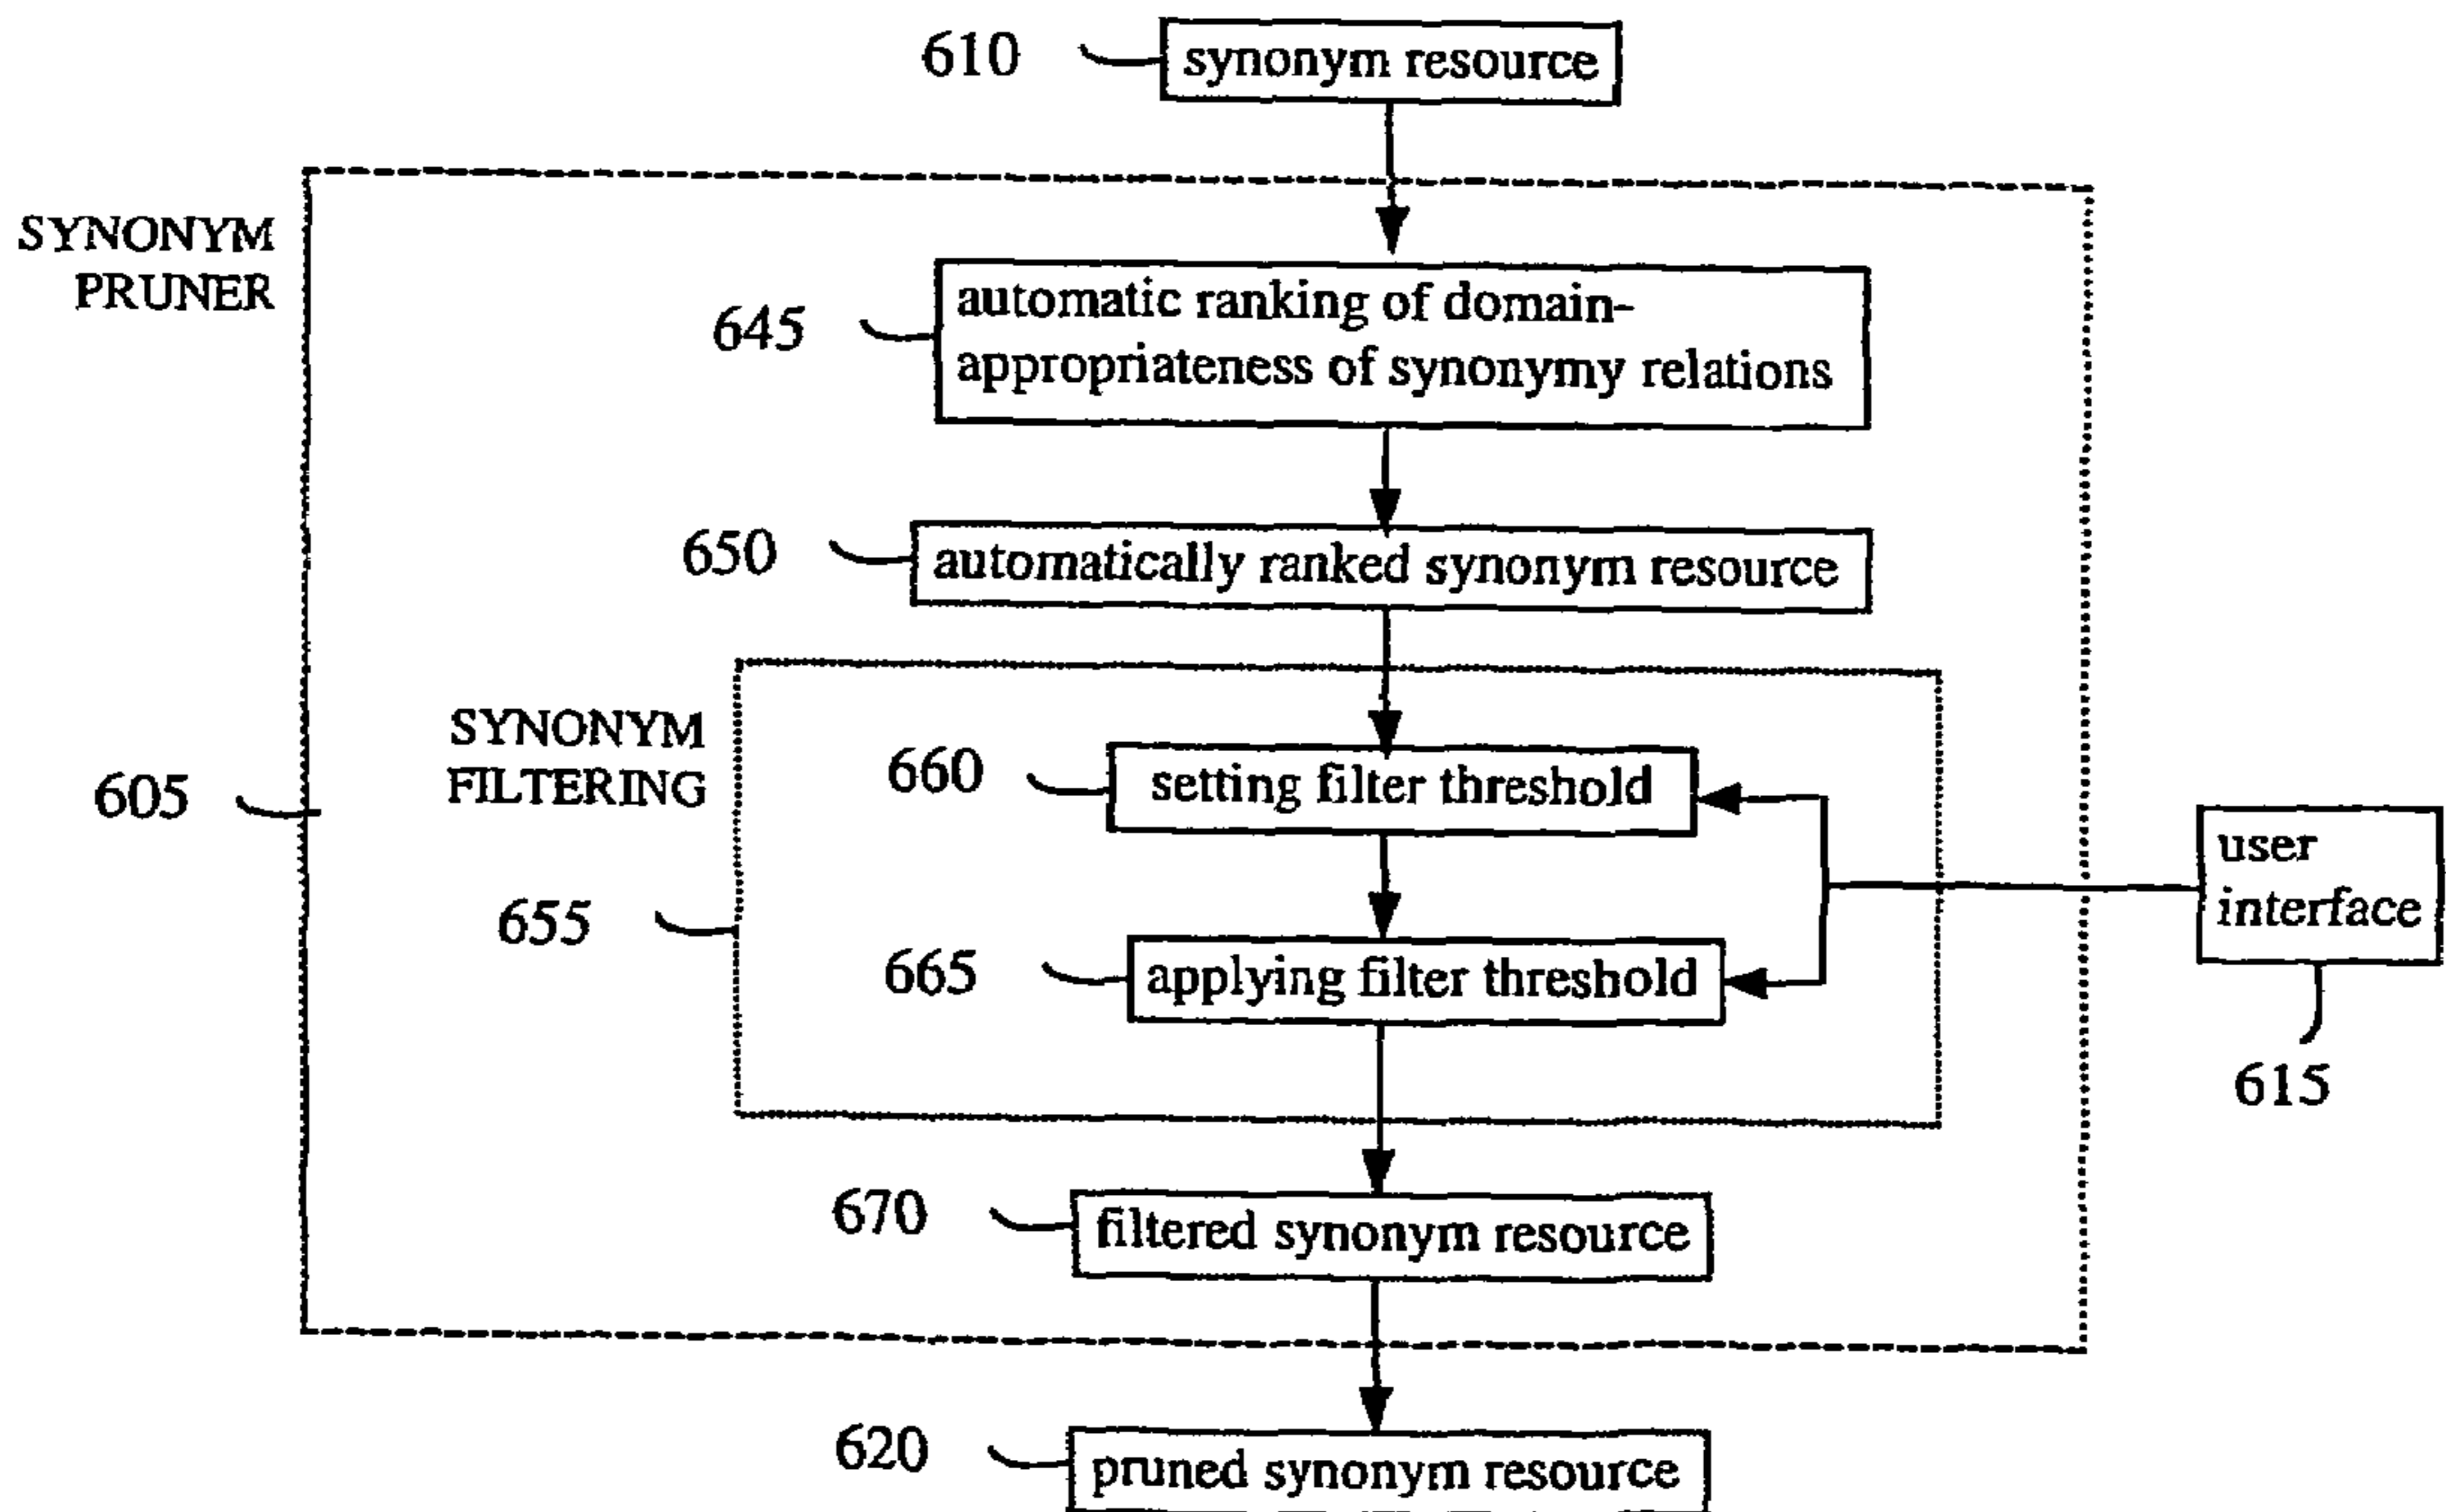 610
synonym resource
SYNONYM
PRUNER
645
automatic ranking of domain-
appropriateness of synonymy relations
650
automatically ranked synonym resource
SYNONYM
FILTERING
605
660
setting filter threshold
user
interface
655
665
applying filter threshold
615
670
filtered synonym resource
620
pruned synonym resource